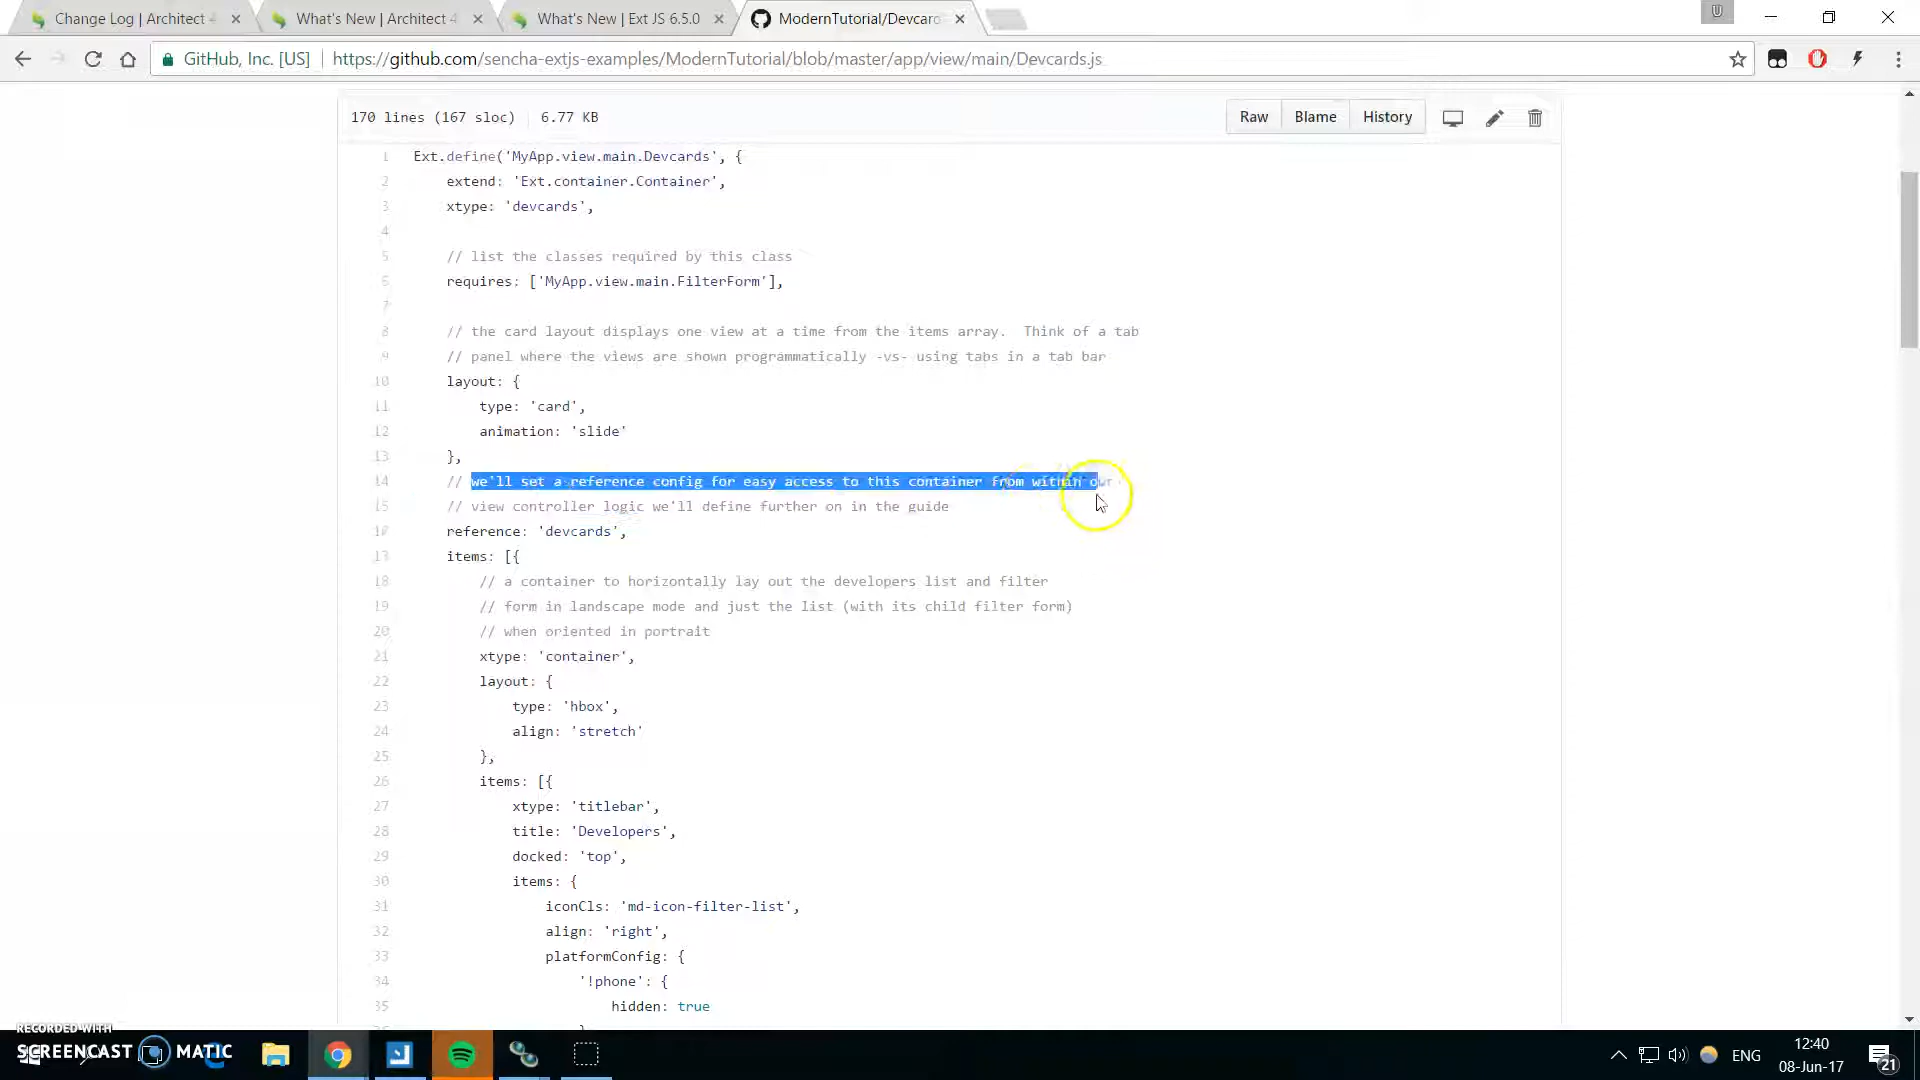 Change Log | Architect 4
What's New | Architect 4
What's New | Ext JS 6.5.0
ModernTutorial/Devcard
U
GitHub, Inc. [US]
https://github.com/sencha-extjs-examples/ModernTutorial/blob/master/app/view/main/Devcards.js
170 lines (167 sloc) 6.77 KB
Raw Blame History
1 Ext.define('MyApp.view.main.Devcards', {
2 extend: 'Ext.container.Container',
3 xtype: 'devcards',
4
5 // list the classes required by this class
6 requires: ['MyApp.view.main.FilterForm'],
7
8 // the card layout displays one view at a time from the items array.  Think of a tab
9 // panel where the views are shown programmatically -vs- using tabs in a tab bar
10 layout: {
11 type: 'card',
12 animation: 'slide'
13 },
14 // we'll set a reference config for easy access to this container from within our
15 // view controller logic we'll define further on in the guide
reference: 'devcards',
items: [{
18 // a container to horizontally lay out the developers list and filter
19 // form in landscape mode and just the list (with its child filter form)
20 // when oriented in portrait
21 xtype: 'container',
22 layout: {
23 type: 'hbox',
24 align: 'stretch'
25 },
26 items: [{
27 xtype: 'titlebar',
28 title: 'Developers',
29 docked: 'top',
30 items: {
31 iconCls: 'md-icon-filter-list',
32 align: 'right',
33 platformConfig: {
34 '!phone': {
35 hidden: true
}
RECORDED WITH
SCREENCAST MATIC
ENG
12:40
08-Jun-17
21